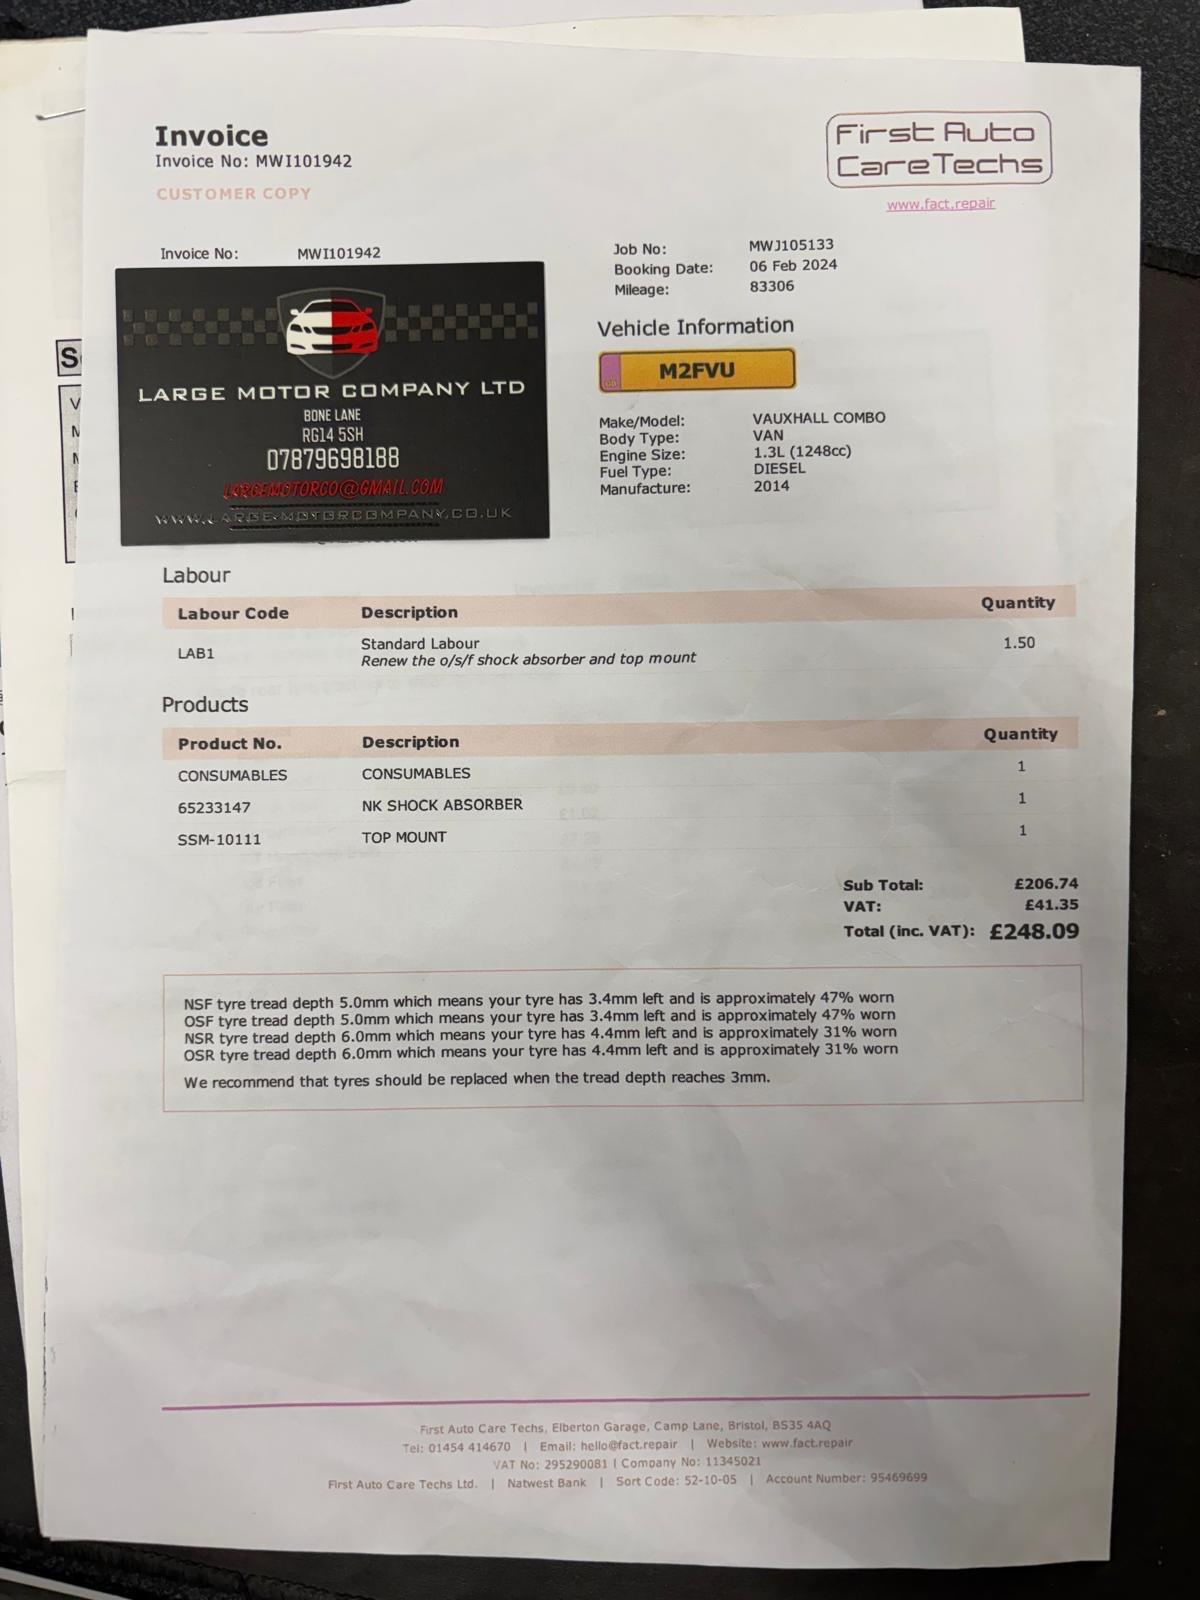 Invoice
Invoice No: MWI101942
CUSTOMER COPY
First Auto
CareTechs
www.fact.repair
Invoice No: MWI101942
Job No: MWJ105133
Booking Date: 06 Feb 2024
Mileage: 83306
LARGE MOTOR COMPANY LTD
BONE LANE
RG14 5SH
07879698188
LARGEMOTORCO@GMAIL.COM
WWW.LARGE-MOTORCOMPANY.CO.UK
Vehicle Information
GB M2FVU
Make/Model: VAUXHALL COMBO
Body Type: VAN
Engine Size: 1.3L (1248cc)
Fuel Type: DIESEL
Manufacture: 2014
Labour
Labour Code Description Quantity
LAB1 Standard Labour 1.50
Renew the o/s/f shock absorber and top mount
Products
Product No. Description Quantity
CONSUMABLES CONSUMABLES 1
65233147 NK SHOCK ABSORBER 1
SSM-10111 TOP MOUNT 1
Sub Total: £206.74
VAT: £41.35
Total (inc. VAT): £248.09
NSF tyre tread depth 5.0mm which means your tyre has 3.4mm left and is approximately 47% worn
OSF tyre tread depth 5.0mm which means your tyre has 3.4mm left and is approximately 47% worn
NSR tyre tread depth 6.0mm which means your tyre has 4.4mm left and is approximately 31% worn
OSR tyre tread depth 6.0mm which means your tyre has 4.4mm left and is approximately 31% worn
We recommend that tyres should be replaced when the tread depth reaches 3mm.
First Auto Care Techs, Elberton Garage, Camp Lane, Bristol, BS35 4AQ
Tel: 01454 414670 | Email: hello@fact.repair | Website: www.fact.repair
VAT No: 295290081 | Company No: 11345021
First Auto Care Techs Ltd. | Natwest Bank | Sort Code: 52-10-05 | Account Number: 95469699